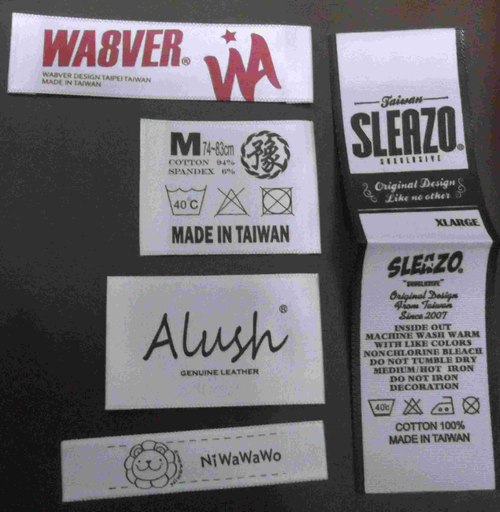 WA8VER®
WA
WA8VER DESIGN TAIPEI TAIWAN
MADE IN TAIWAN
M 74~83cm
豫
COTTON 94%
SPANDEX 6%
40°C
MADE IN TAIWAN
Alush®
GENUINE LEATHER
NiWaWaWo
Taiwan
SLEAZO®
Original Design
Like no other
XLARGE
SLEAZO®
Original Design
From Taiwan
Since 2007
INSIDE OUT
MACHINE WASH WARM
WITH LIKE COLORS
NONCHLORINE BLEACH
DO NOT TUMBLE DRY
MEDIUM/HOT IRON
DO NOT IRON
DECORATION
40c
COTTON 100%
MADE IN TAIWAN